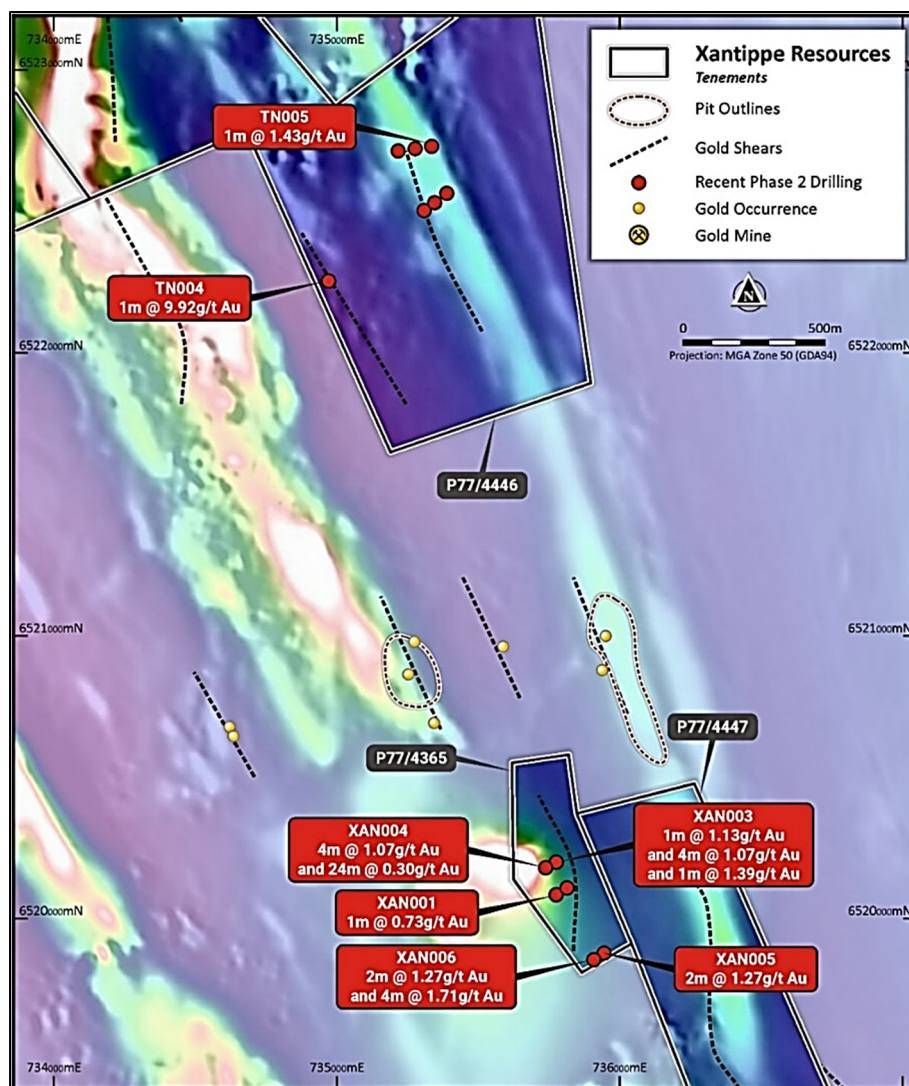 734000mE
735000mE
6523000mN
Xantippe Resources
Tenements
Pit Outlines
Gold Shears
Recent Phase 2 Drilling
Gold Occurrence
Gold Mine
N
0 500m
Projection: MGA Zone 50 (GDA94)
TN005
1m @ 1.43g/t Au
TN004
1m @ 9.92g/t Au
6522000mN
6522000mN
P77/4446
6521000mN
6521000mN
P77/4447
P77/4365
XAN004
4m @ 1.07g/t Au
and 24m @ 0.30g/t Au
XAN003
1m @ 1.13g/t Au
and 4m @ 1.07g/t Au
and 1m @ 1.39g/t Au
XAN001
1m @ 0.73g/t Au
6520000mN
6520000mN
XAN006
2m @ 1.27g/t Au
and 4m @ 1.71g/t Au
XAN005
2m @ 1.27g/t Au
734000mE
735000mE
736000mE